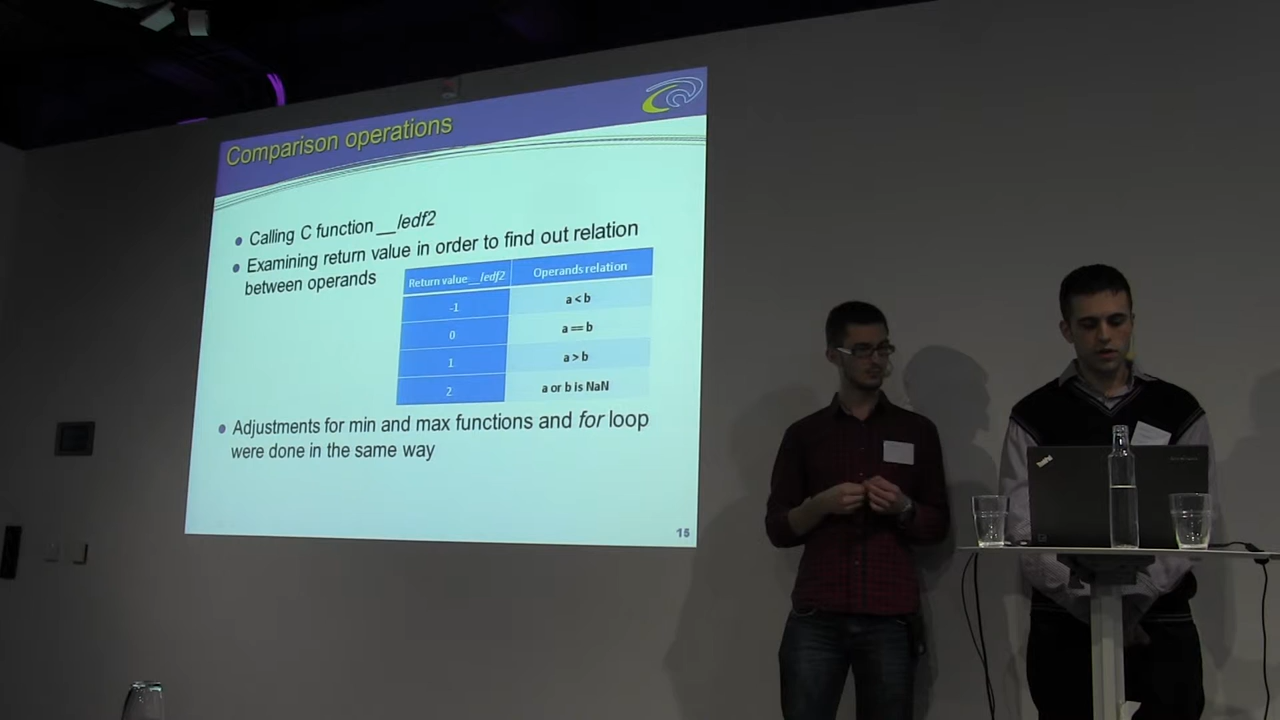 Comparison operations
Calling C function __ledf2
Examining return value in order to find out relation
between operands
Return value __ledf2 Operands relation
-1 a < b
0 a == b
1 a > b
2 a or b is NaN
Adjustments for min and max functions and for loop
were done in the same way
15